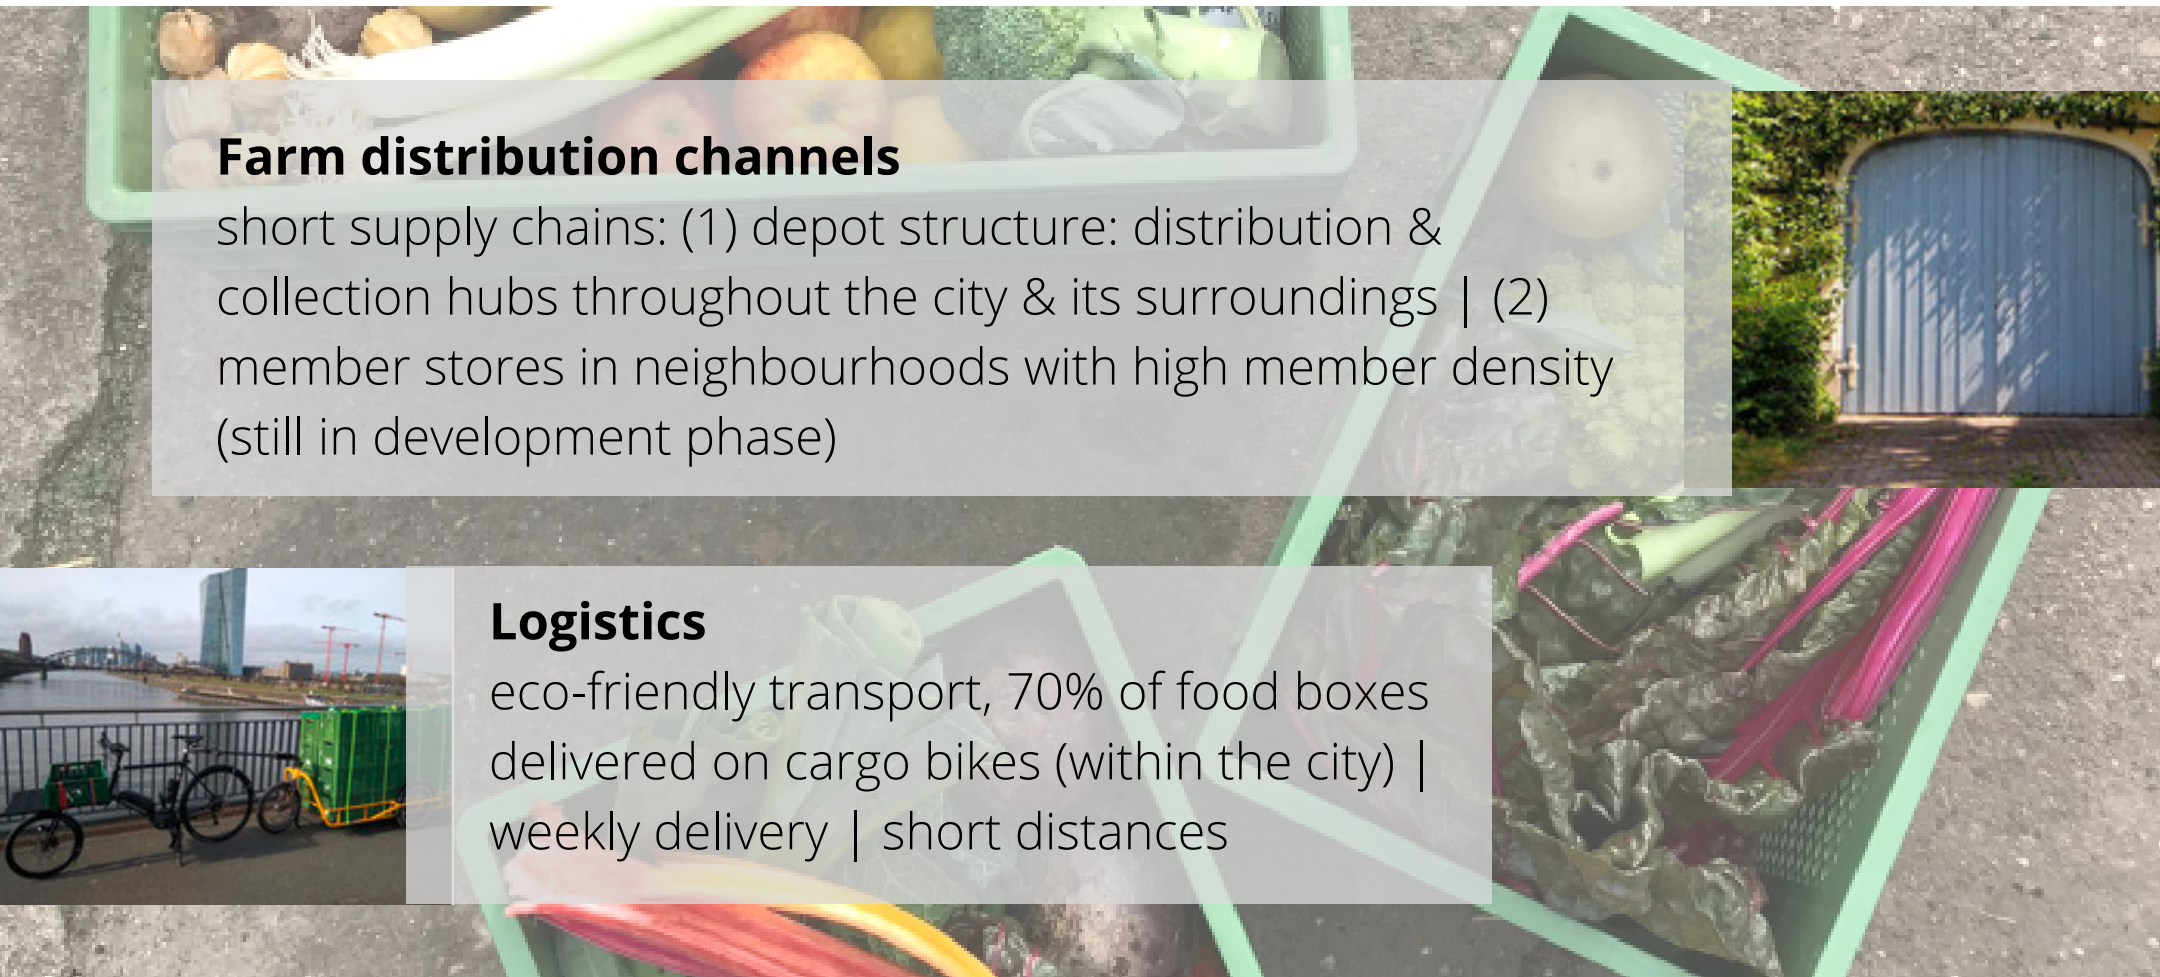 Farm distribution channels
short supply chains: (1) depot structure: distribution &
collection hubs throughout the city & its surroundings | (2)
member stores in neighbourhoods with high member density
(still in development phase)
Logistics
eco-friendly transport, 70% of food boxes
delivered on cargo bikes (within the city) |
weekly delivery | short distances